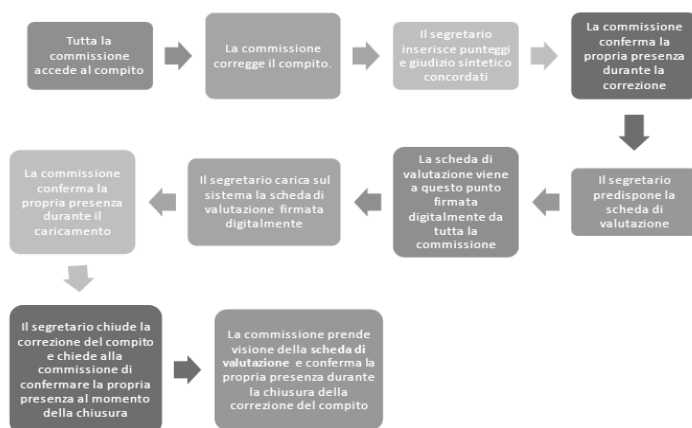 Tutta la
commissione
accede al compito
La commissione
corregge il compito.
Il segretario
inserisce punteggi
e giudizio sintetico
concordati
La commissione
conferma la
propria presenza
durante la
correzione
Il segretario
predispone la
scheda di
valutazione
La scheda di
valutazione viene
a questo punto
firmata
digitalmente da
tutta la
commissione
Il segretario carica sul
sistema la scheda di
valutazione firmata
digitalmente
La commissione
conferma la
propria presenza
durante il
caricamento
Il segretario chiude la
correzione del compito
e chiede alla
commissione di
confermare la propria
presenza al momento
della chiusura
La commissione prende
visione della scheda di
valutazione e conferma la
propria presenza durante
la chiusura della
correzione del compito